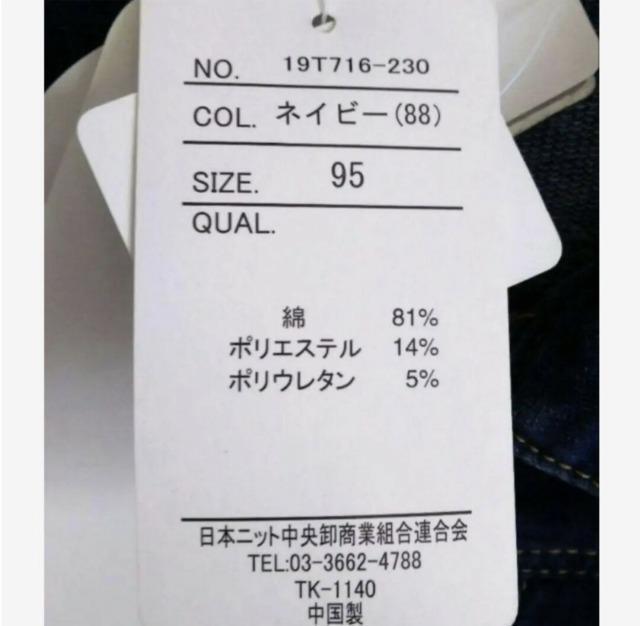 NO. 19T716-230
COL. ネイビー(88)
SIZE. 95
QUAL.
綿 81%
ポリエステル 14%
ポリウレタン 5%
日本ニット中央卸商業組合連合会
TEL:03-3662-4788
TK-1140
中国製